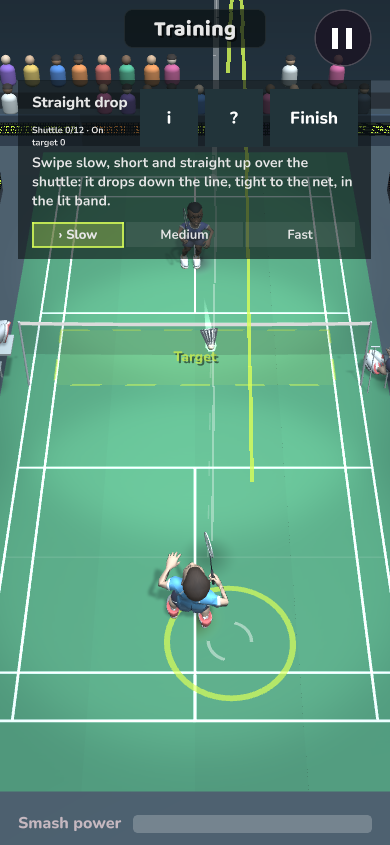 Training
Straight drop
i
?
Finish
Shuttle 0/12 · On
target 0
Swipe slow, short and straight up over the
shuttle: it drops down the line, tight to the net, in
the lit band.
› Slow
Medium
Fast
Target
Smash power